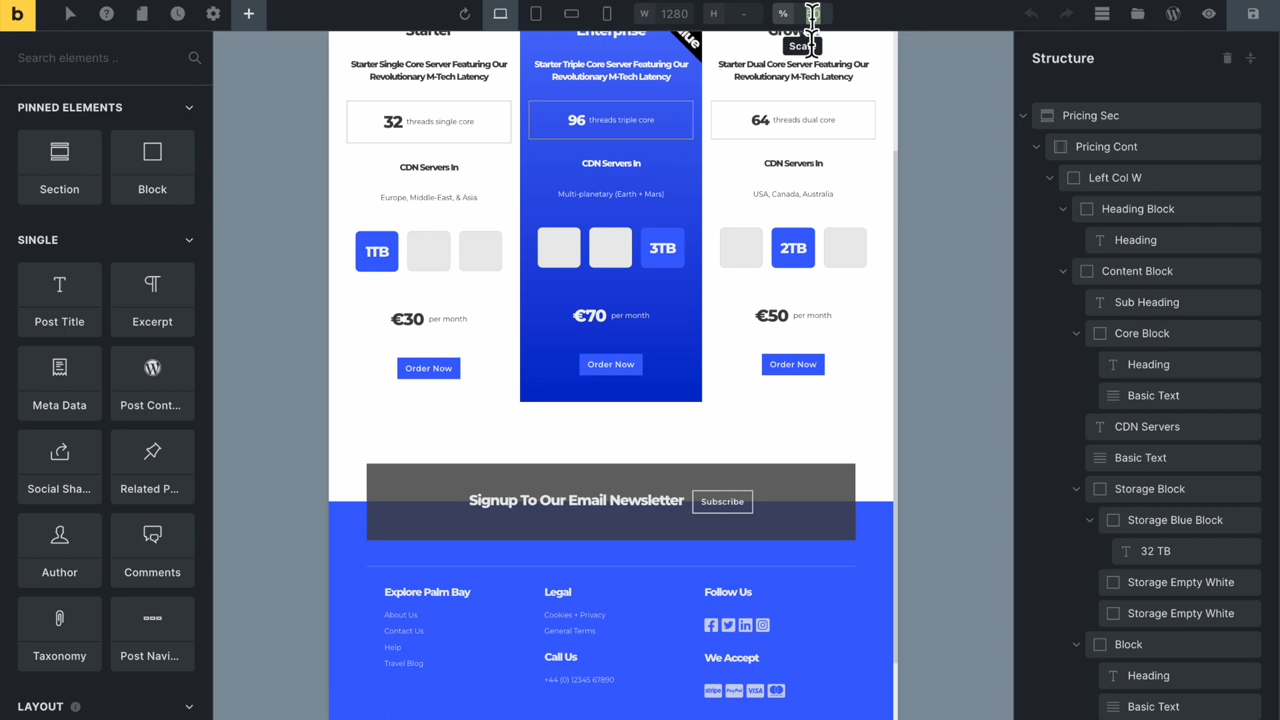 b
W 1280 H - %
Search elements ...
PINNED ELEMENTS
Section
Block
SINGLE
Post Title
Excerpt
Meta Data
Post Cont...
Social Sha...
Related P...
Author
Comments
Taxonomy
Post Navi...
LAYOUT
Starter
Starter Single Core Server Featuring Our
Revolutionary M-Tech Latency
32 threads single core
CDN Servers In
Europe, Middle-East, & Asia
1TB
€30 per month
Order Now
Enterprise
Starter Triple Core Server Featuring Our
Revolutionary M-Tech Latency
96 threads triple core
CDN Servers In
Multi-planetary (Earth + Mars)
3TB
€70 per month
Order Now
Starter Dual Core Server Featuring Our
Revolutionary M-Tech Latency
64 threads dual core
CDN Servers In
USA, Canada, Australia
2TB
€50 per month
Order Now
Signup To Our Email Newsletter
Subscribe
Explore Palm Bay
About Us
Contact Us
Help
Travel Blog
Legal
Cookies + Privacy
General Terms
Call Us
+44 (0) 12345 67890
Follow Us
We Accept
stripe PayPal VISA
Structure
Pricing Sec
Pricing Cont
Left Col W
Heading Block
Heading
Content Block
Sub Heading
Core Block
Heading
Basic Text
CDN Servers
Basic Text
Storage Block
Storage Blue Block
32 TB
Storage Empty White
Storage Empty White
Block
Heading
Basic Text